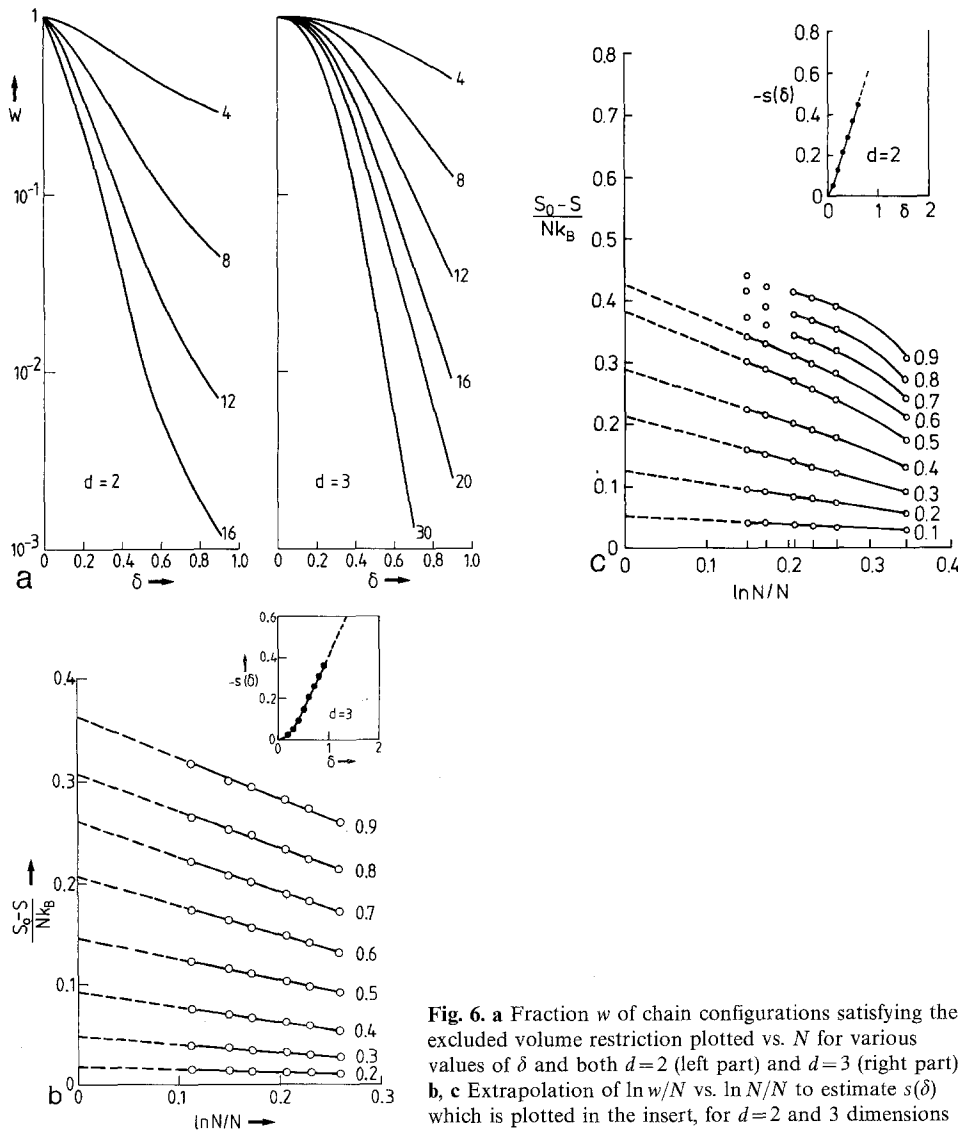 1
W
10⁻¹
10⁻²
10⁻³
4
8
12
16
d = 2
0 0.2 0.4 0.6 0.8 1.0
δ
a
4
8
12
16
20
30
d = 3
0 0.2 0.4 0.6 0.8 1.0
δ
0.8
0.7
0.6
S₀-S
NkB
0.5
0.4
0.3
0.2
0.1
0
0.8
0.6
-s(δ)
0.4
d=2
0.2
0
0 1 δ 2
0.9
0.8
0.7
0.6
0.5
0.4
0.3
0.2
0.1
0 0.1 0.2 0.3 0.4
lnN/N
c
0.6
0.4
-s(δ)
0.2
d=3
0
0 1 2
δ
0.4
0.3
S₀-S
NkB
0.2
0.1
0
0.9
0.8
0.7
0.6
0.5
0.4
0.3
0.2
0 0.1 0.2 0.3
lnN/N
b
Fig. 6. a Fraction w of chain configurations satisfying the
excluded volume restriction plotted vs. N for various
values of δ and both d=2 (left part) and d=3 (right part)
b, c Extrapolation of ln w/N vs. ln N/N to estimate s(δ)
which is plotted in the insert, for d=2 and 3 dimensions